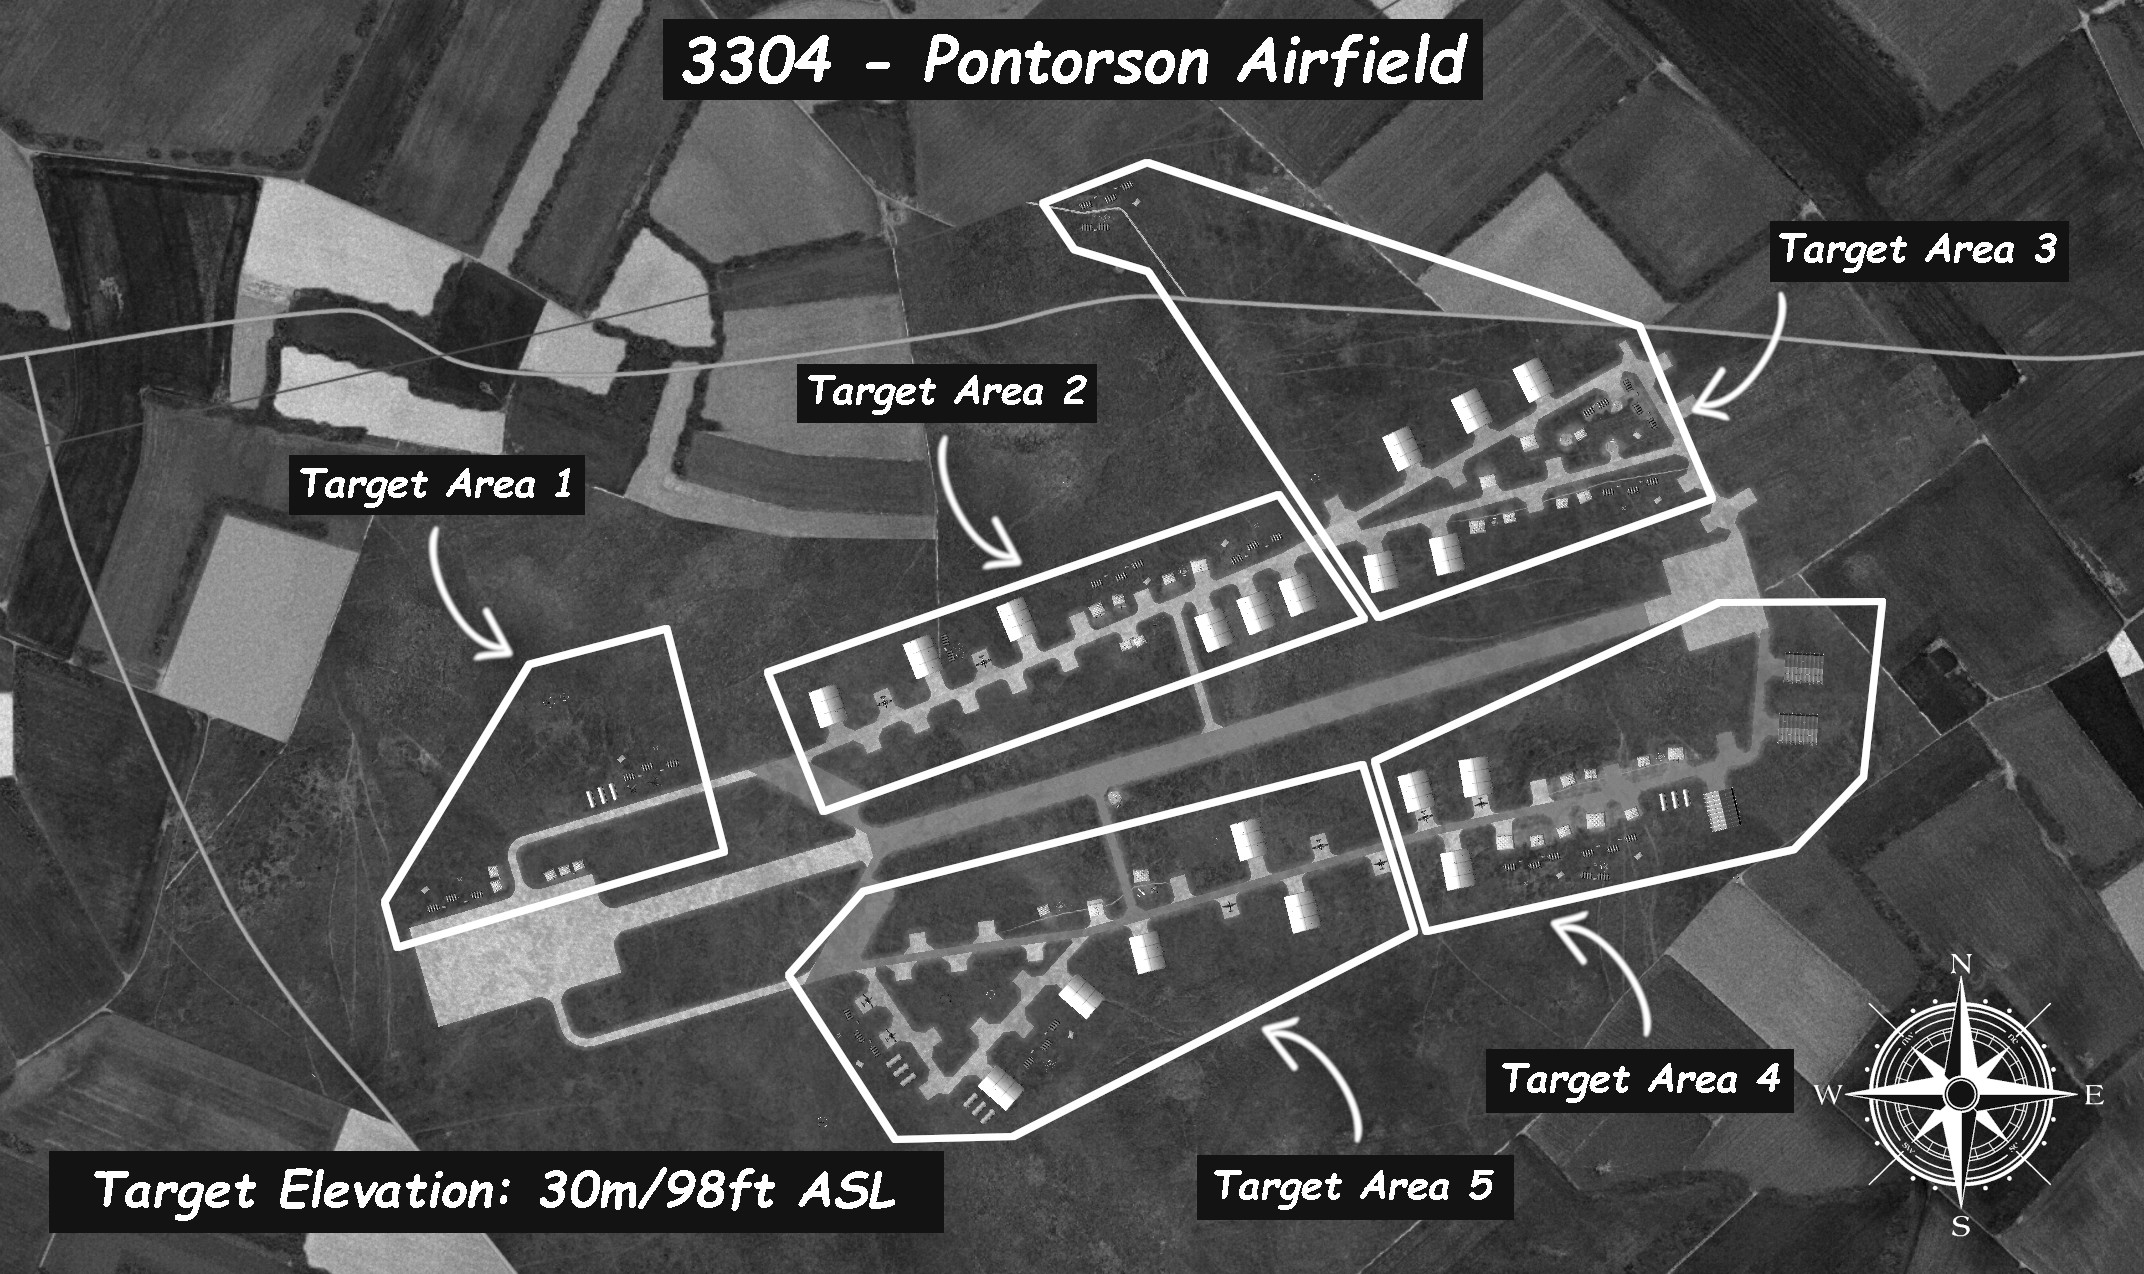 3304 - Pontorson Airfield
Target Area 3
Target Area 2
Target Area 1
N
W
E
S
Target Area 4
Target Area 5
Target Elevation: 30m/98ft ASL